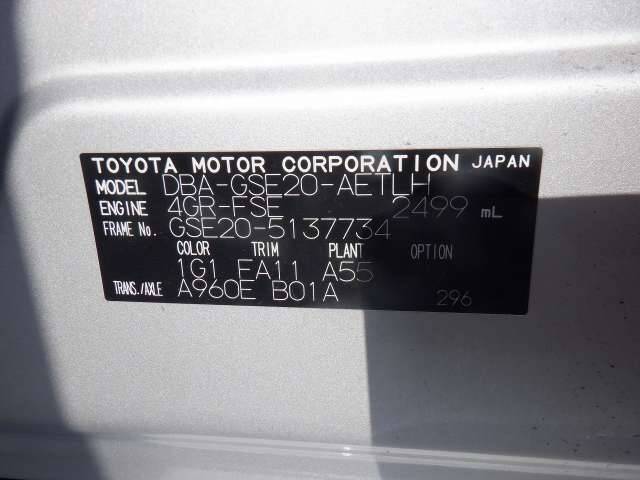 TOYOTA MOTOR CORPORATION JAPAN
MODEL DBA-GSE20-AETLH
ENGINE 4GR-FSE 2499 mL
FRAME No. GSE20-5137734
COLOR TRIM PLANT OPTION
1G1 FA11 A55
TRANS./AXLE A960E B01A 296